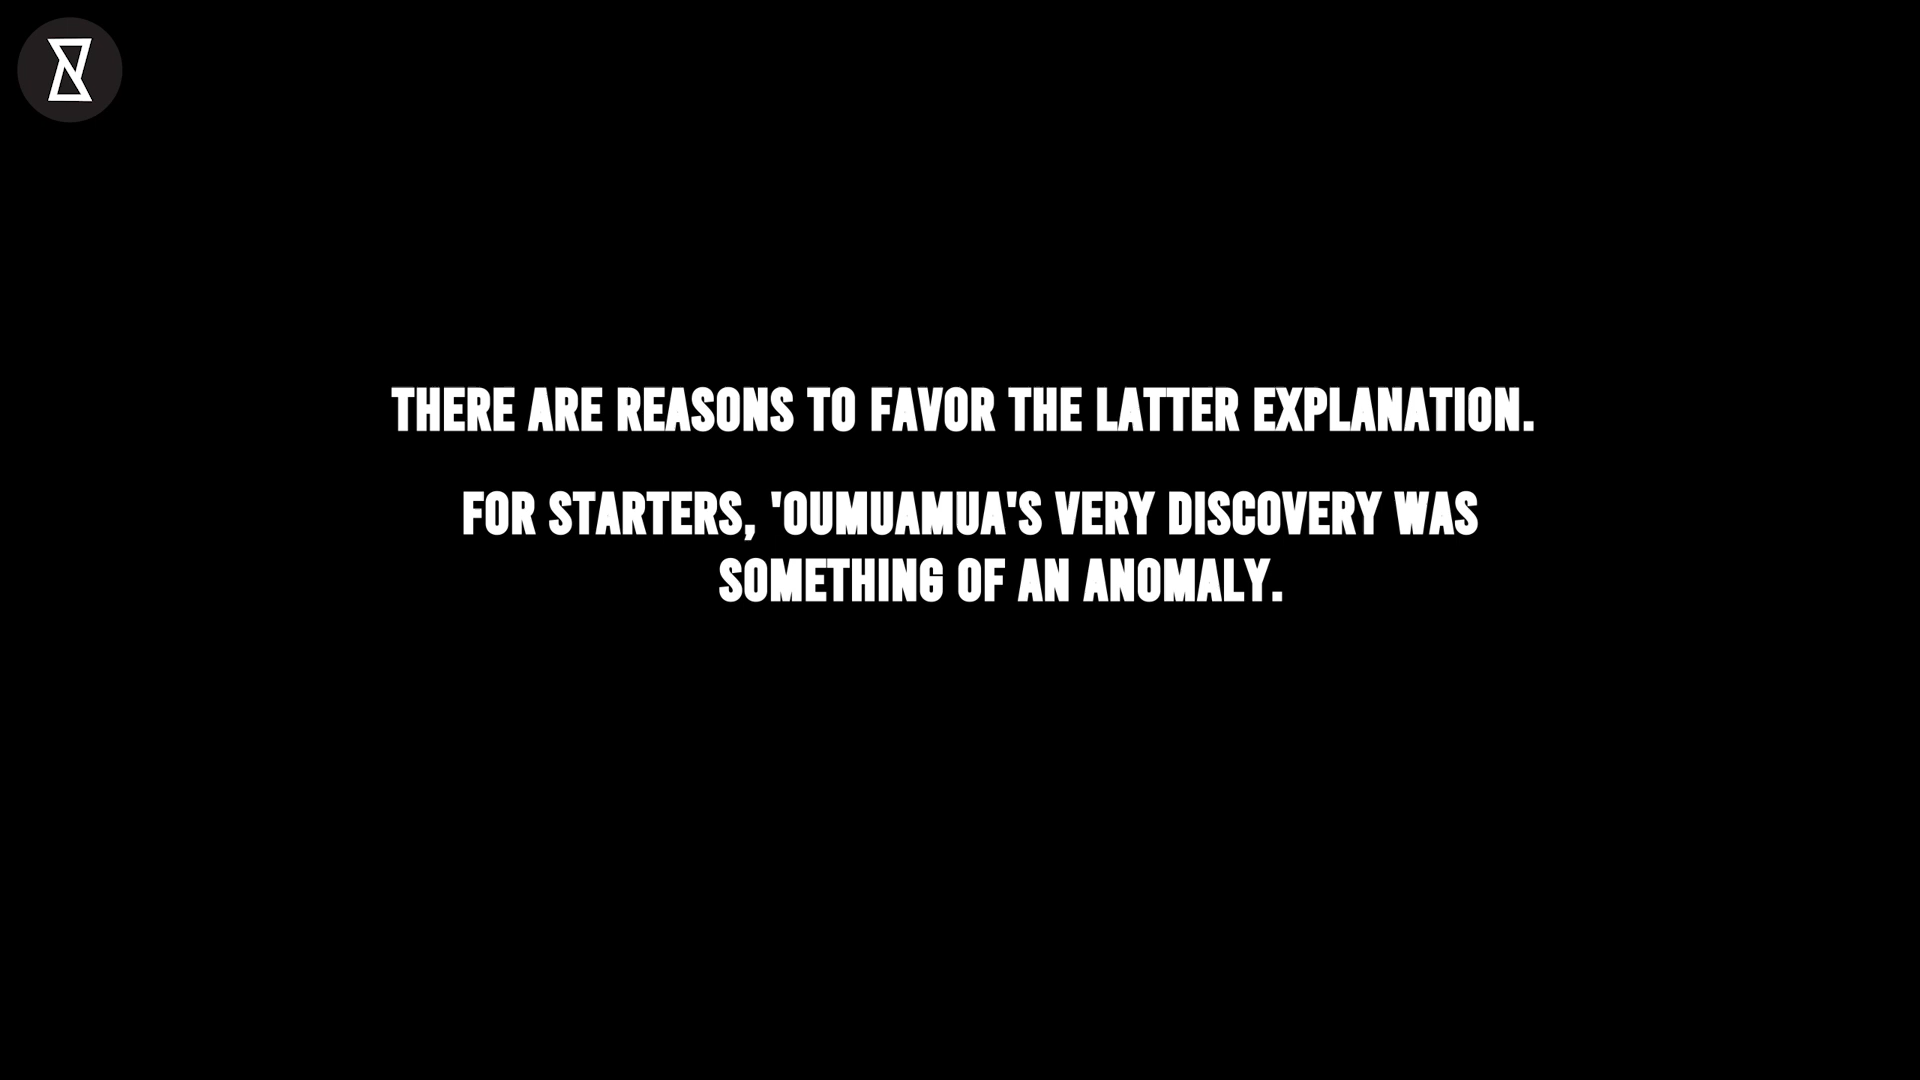 THERE ARE REASONS TO FAVOR THE LATTER EXPLANATION.
FOR STARTERS, 'OUMUAMUA'S VERY DISCOVERY WAS
SOMETHING OF AN ANOMALY.